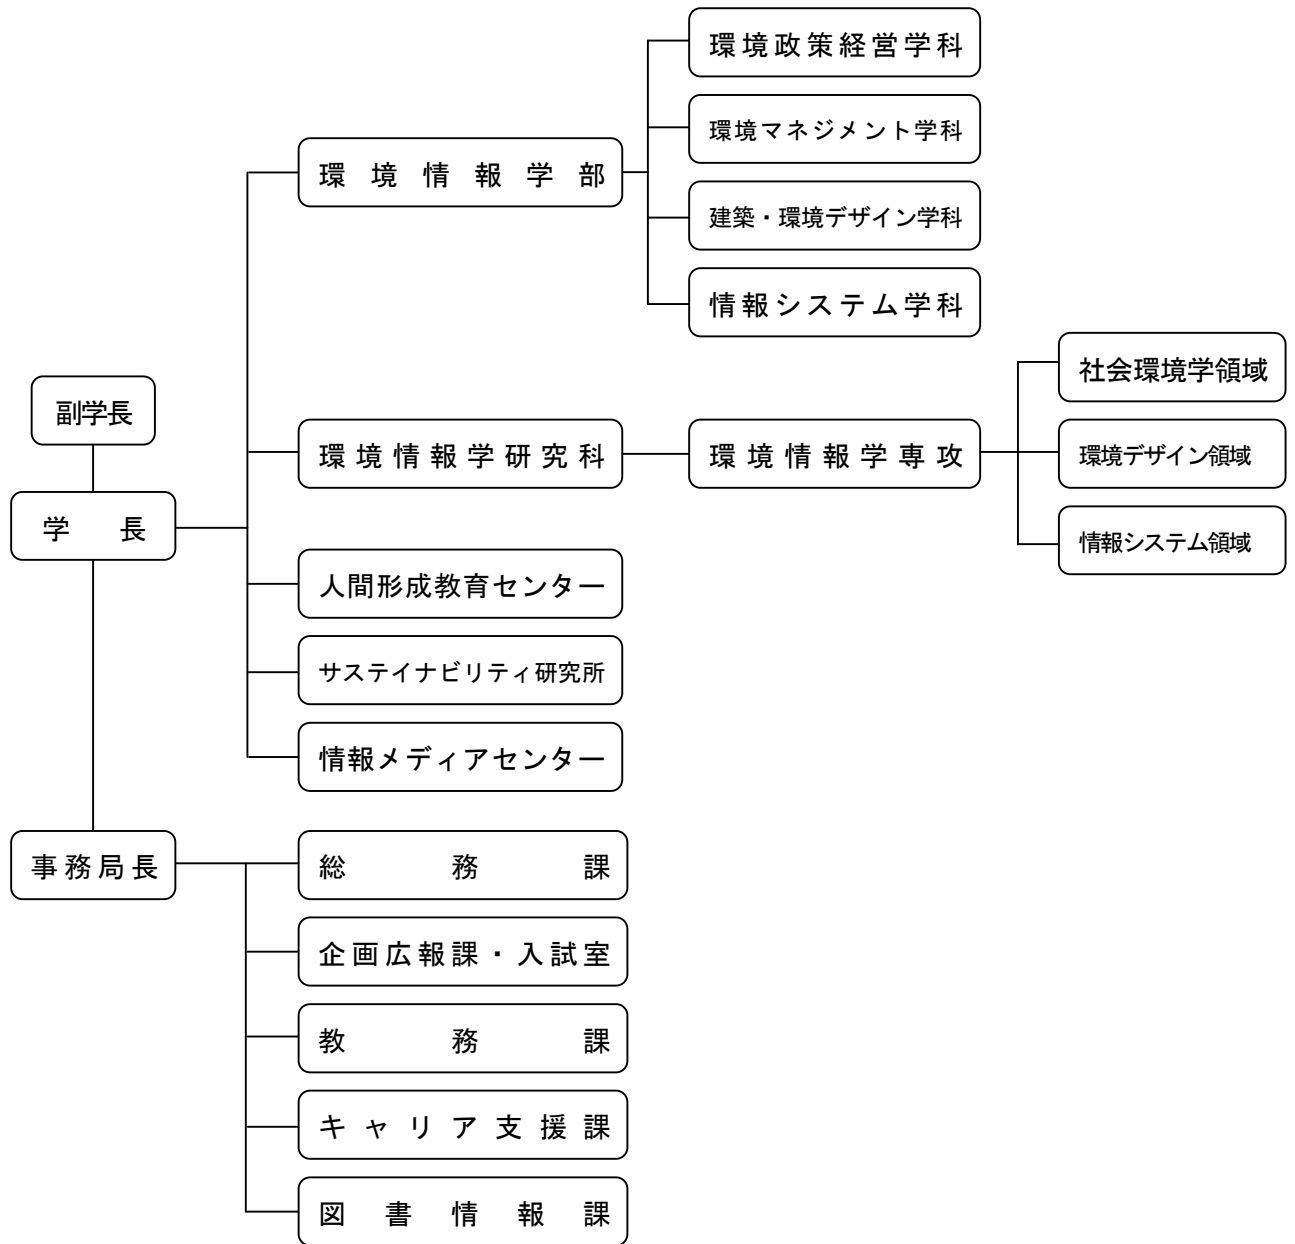 環境政策経営学科
環境マネジメント学科
環境情報学部
建築・環境デザイン学科
情報システム学科
社会環境学領域
副学長
環境情報学研究科
環境情報学専攻
環境デザイン領域
学長
情報システム領域
人間形成教育センター
サステイナビリティ研究所
情報メディアセンター
事務局長
総務課
企画広報課・入試室
教務課
キャリア支援課
図書情報課